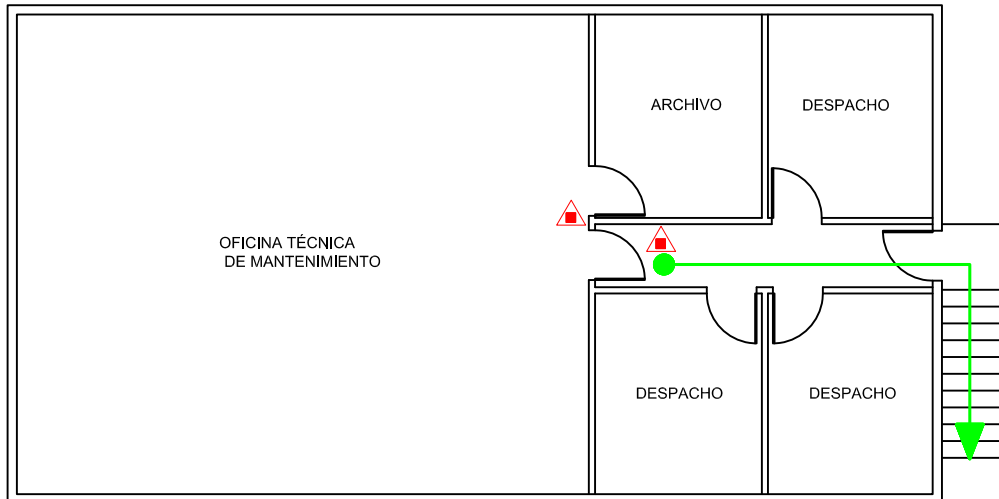 ARCHIVO
DESPACHO
OFICINA TÉCNICA
DE MANTENIMIENTO
DESPACHO
DESPACHO